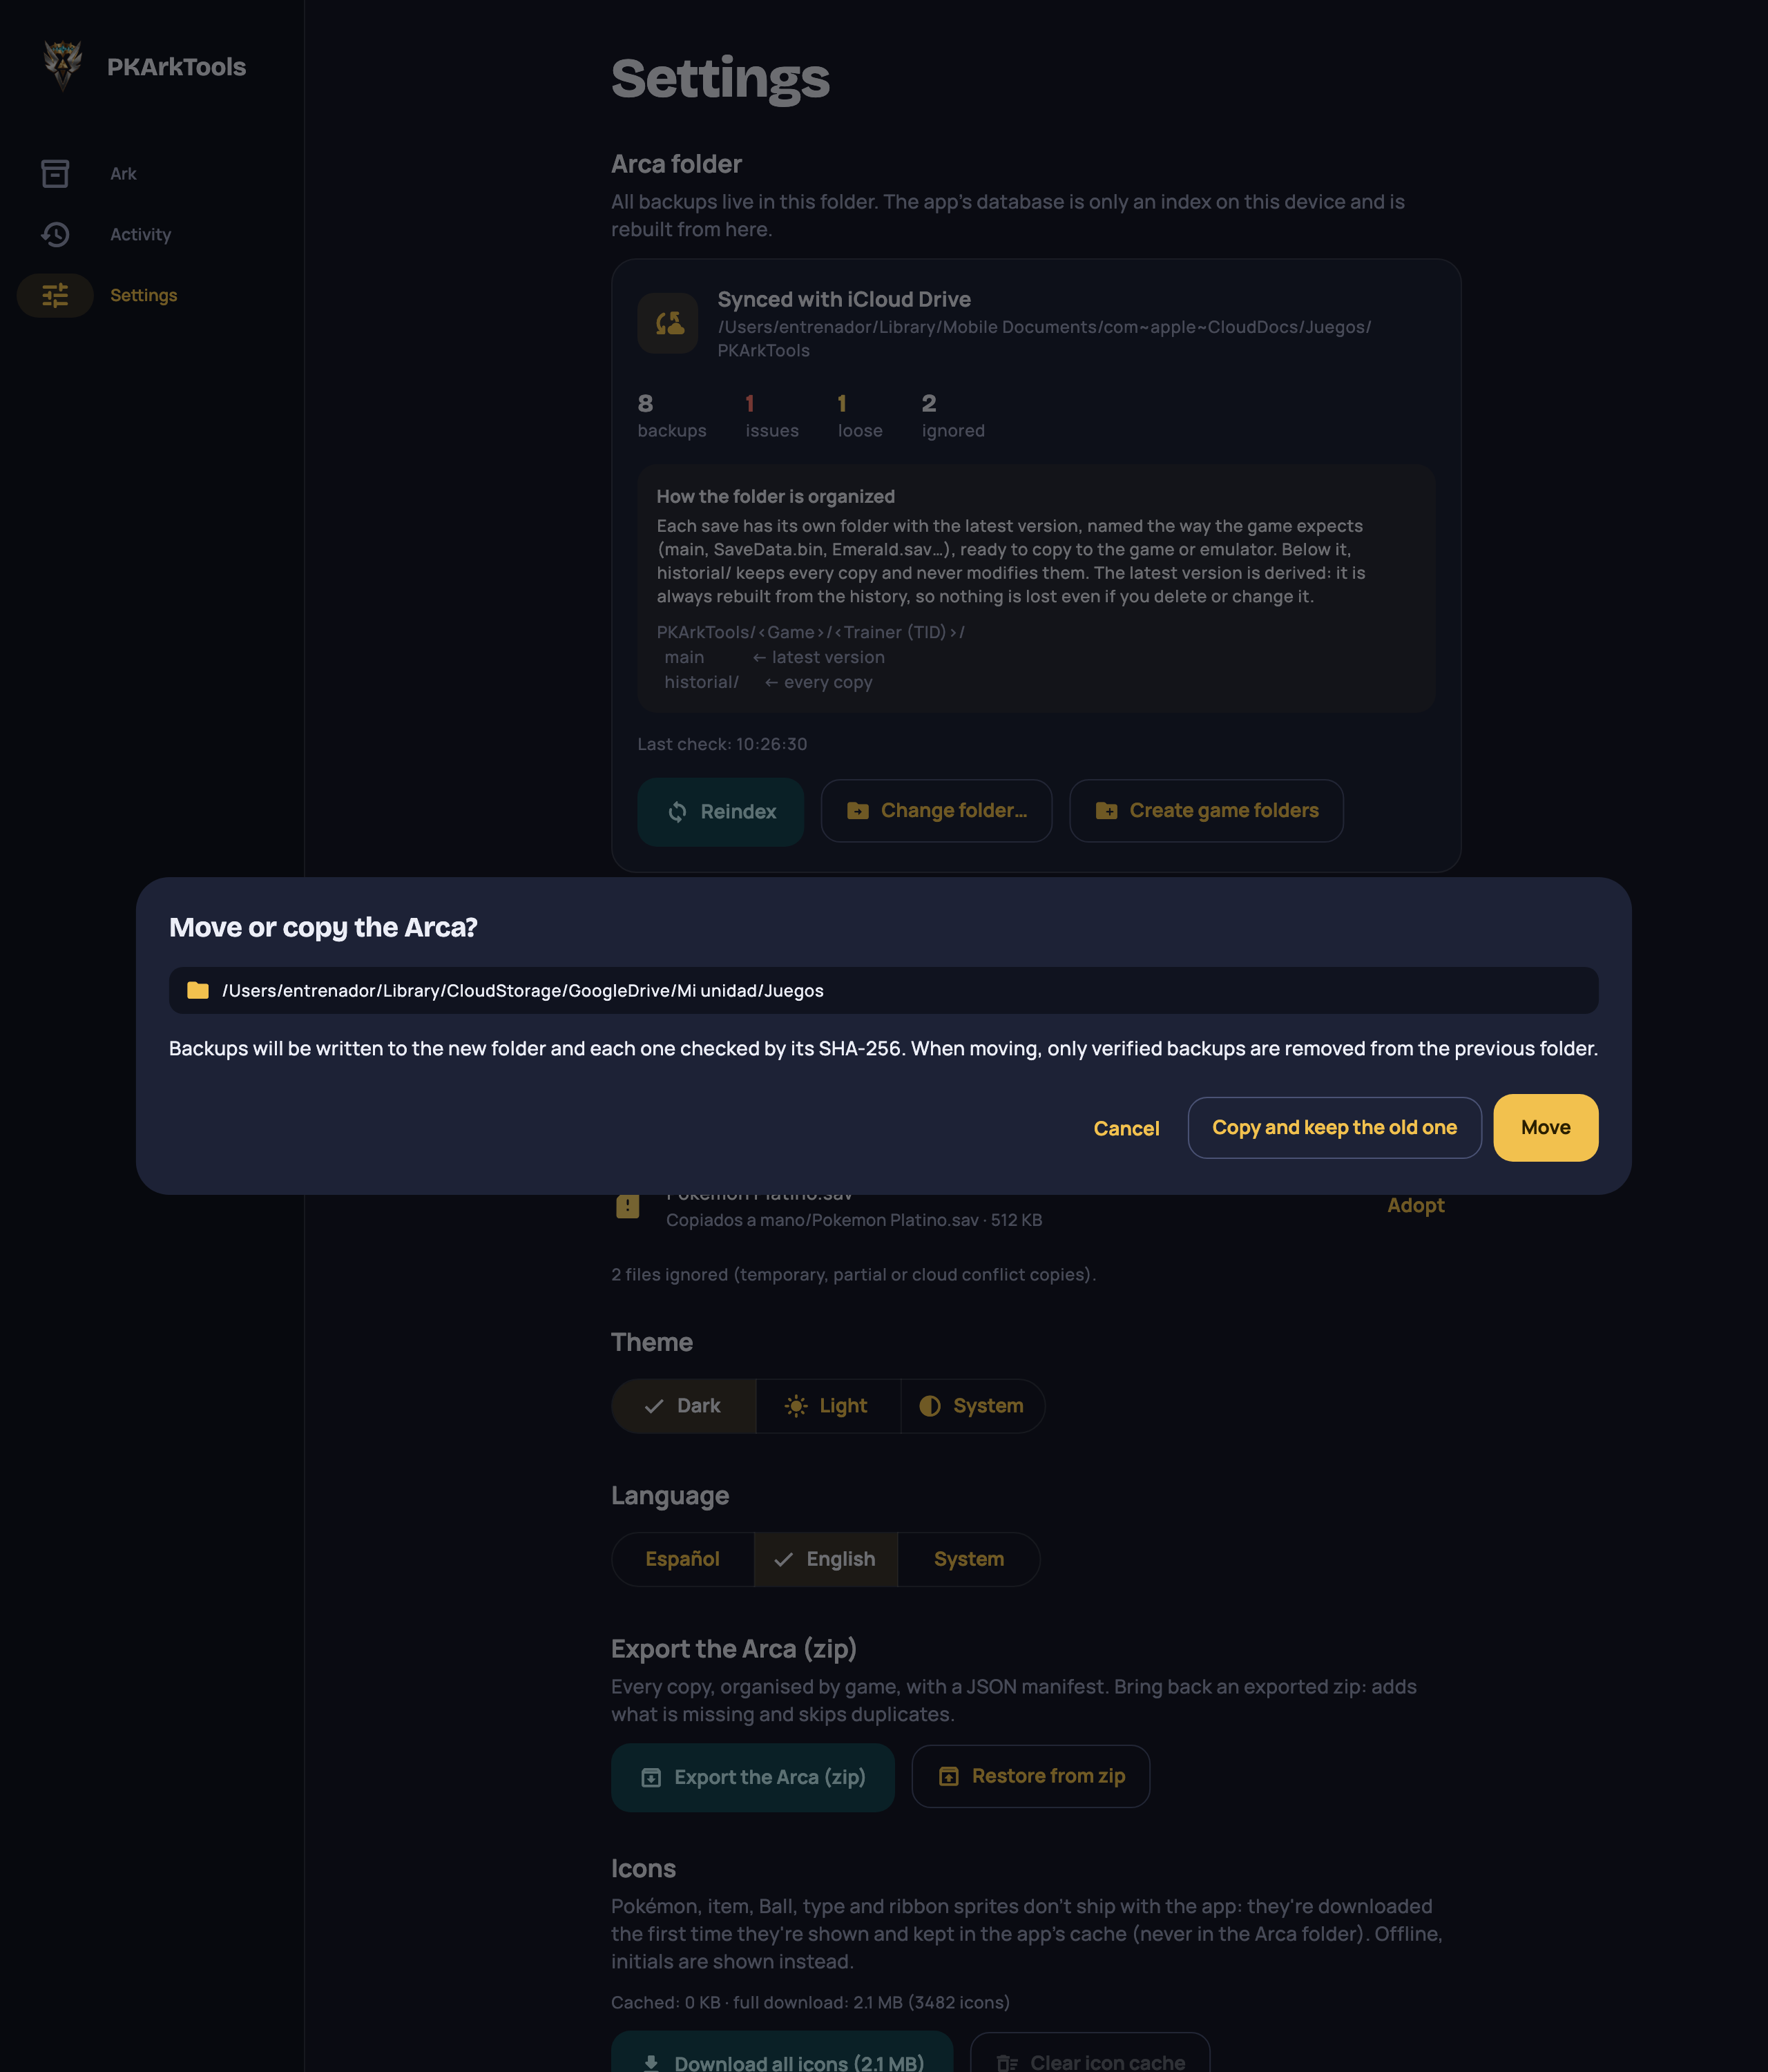 PKArkTools
Ark
Activity
Settings
Settings
Arca folder
All backups live in this folder. The app's database is only an index on this device and is
rebuilt from here.
Synced with iCloud Drive
/Users/entrenador/Library/Mobile Documents/com~apple~CloudDocs/Juegos/
PKArkTools
8 1 1 2
backups issues loose ignored
How the folder is organized
Each save has its own folder with the latest version, named the way the game expects
(main, SaveData.bin, Emerald.sav…), ready to copy to the game or emulator. Below it,
historial/ keeps every copy and never modifies them. The latest version is derived: it is
always rebuilt from the history, so nothing is lost even if you delete or change it.
PKArkTools/<Game>/<Trainer (TID)>/
main ← latest version
historial/ ← every copy
Last check: 10:26:30
Reindex Change folder… Create game folders
Move or copy the Arca?
/Users/entrenador/Library/CloudStorage/GoogleDrive/Mi unidad/Juegos
Backups will be written to the new folder and each one checked by its SHA-256. When moving, only verified backups are removed from the previous folder.
Cancel Copy and keep the old one Move
Pokemon Platino.sav
Copiados a mano/Pokemon Platino.sav · 512 KB
Adopt
2 files ignored (temporary, partial or cloud conflict copies).
Theme
Dark Light System
Language
Español English System
Export the Arca (zip)
Every copy, organised by game, with a JSON manifest. Bring back an exported zip: adds
what is missing and skips duplicates.
Export the Arca (zip) Restore from zip
Icons
Pokémon, item, Ball, type and ribbon sprites don't ship with the app: they're downloaded
the first time they're shown and kept in the app's cache (never in the Arca folder). Offline,
initials are shown instead.
Cached: 0 KB · full download: 2.1 MB (3482 icons)
Download all icons (2.1 MB) Clear icon cache